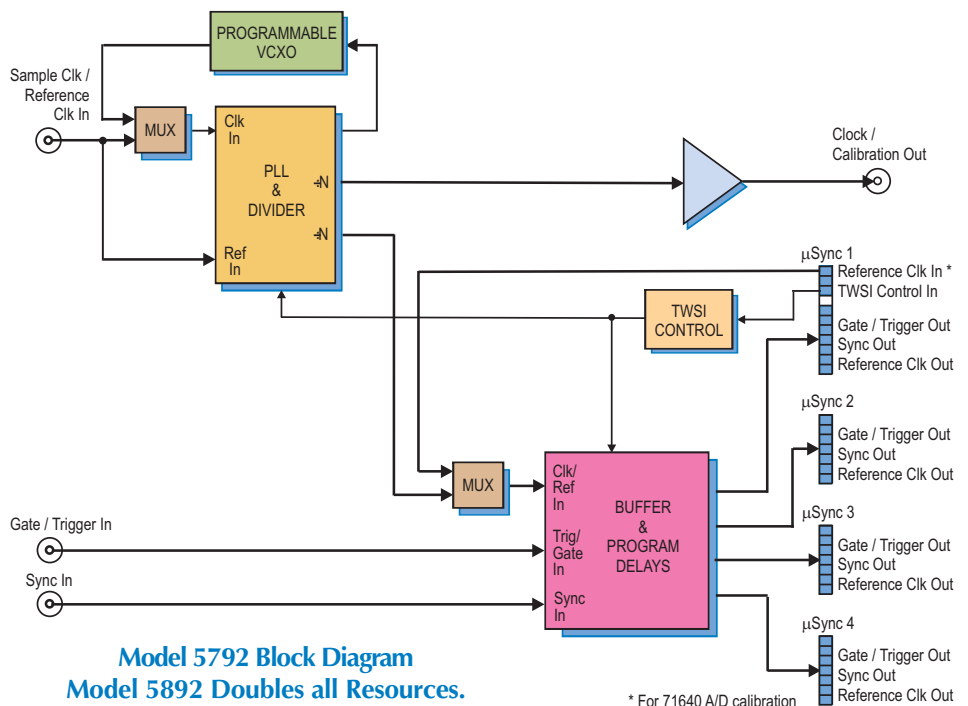 PROGRAMMABLE
VCXO
Sample Clk /
Reference
Clk In
MUX
Clk
In
PLL
&
DIVIDER
÷N
÷N
Ref
In
Clock /
Calibration Out
μSync 1
Reference Clk In *
TWSI Control In
Gate / Trigger Out
Sync Out
Reference Clk Out
TWSI
CONTROL
μSync 2
Gate / Trigger Out
Sync Out
Reference Clk Out
MUX
Clk/
Ref
In
Trig/
Gate
In
Sync
In
BUFFER
&
PROGRAM
DELAYS
μSync 3
Gate / Trigger Out
Sync Out
Reference Clk Out
Gate / Trigger In
Sync In
μSync 4
Gate / Trigger Out
Sync Out
Reference Clk Out
Model 5792 Block Diagram
Model 5892 Doubles all Resources.
* For 71640 A/D calibration